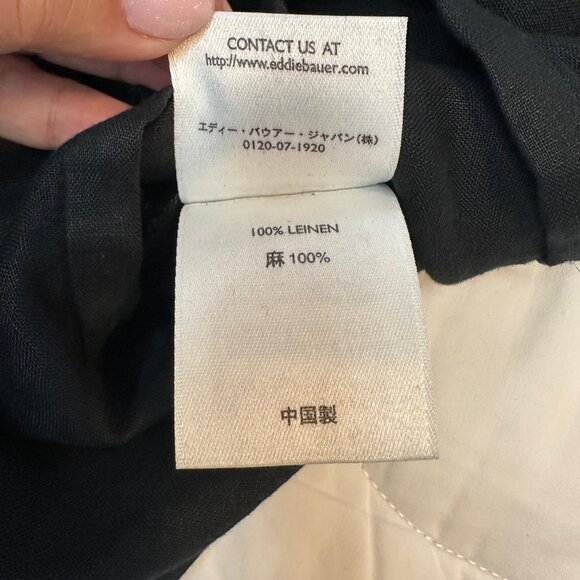 CONTACT US AT
http://www.eddiebauer.com
エディー・バウアー・ジャパン(株)
0120-07-1920
100% LEINEN
麻 100%
中国製